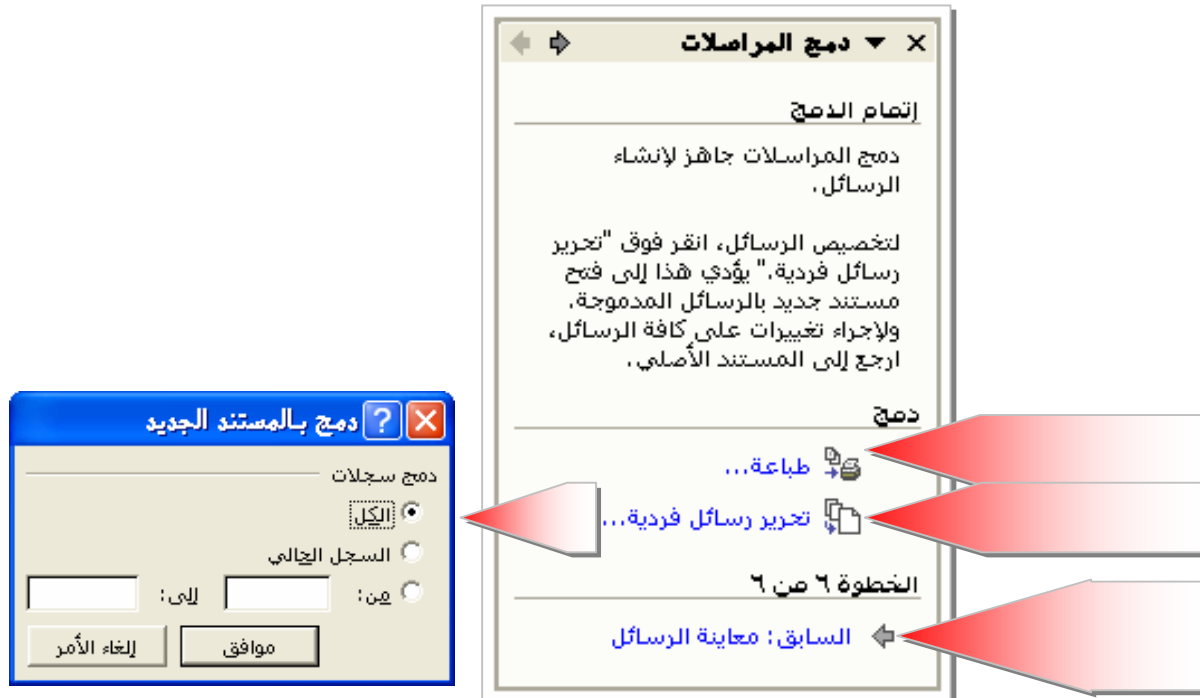 دمج المراسلات
إتمام الدمج
دمج المراسلات جاهز لإنشاء
الرسائل.
لتخصيص الرسائل، انقر فوق "تحرير
رسائل فردية." يؤدي هذا إلى فتح
مستند جديد بالرسائل المدموجة.
ولإجراء تغييرات على كافة الرسائل،
ارجع إلى المستند الأصلي.
دمج
طباعة...
تحرير رسائل فردية...
الخطوة ٦ من ٦
السابق: معاينة الرسائل
دمج بالمستند الجديد
دمج سجلات
الكل
السجل الحالي
من: إلى:
موافق إلغاء الأمر